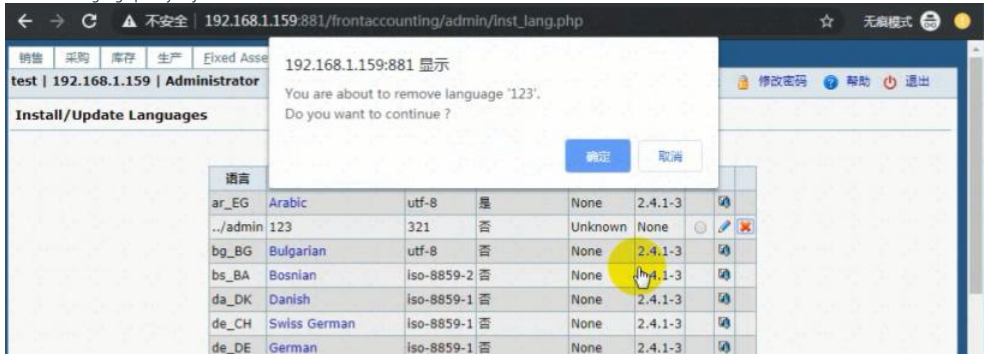 不安全 192.168.1.159:881/frontaccounting/admin/inst_lang.php 无痕模式
销售 采购 库存 生产 Fixed Asse
192.168.1.159:881 显示
You are about to remove language '123'.
Do you want to continue ?
确定 取消
test | 192.168.1.159 | Administrator 修改密码 帮助 退出
Install/Update Languages
语言
ar_EG Arabic utf-8 是 None 2.4.1-3
../admin 123 321 否 Unknown None
bg_BG Bulgarian utf-8 否 None 2.4.1-3
bs_BA Bosnian iso-8859-2 否 None 2.4.1-3
da_DK Danish iso-8859-1 否 None 2.4.1-3
de_CH Swiss German iso-8859-1 否 None 2.4.1-3
de_DE German iso-8859-1 否 None 2.4.1-3